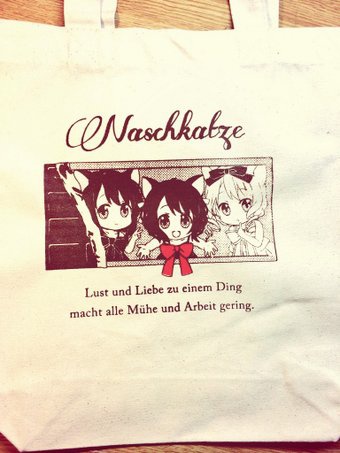 Naschkatze
Lust und Liebe zu einem Ding
macht alle Mühe und Arbeit gering.